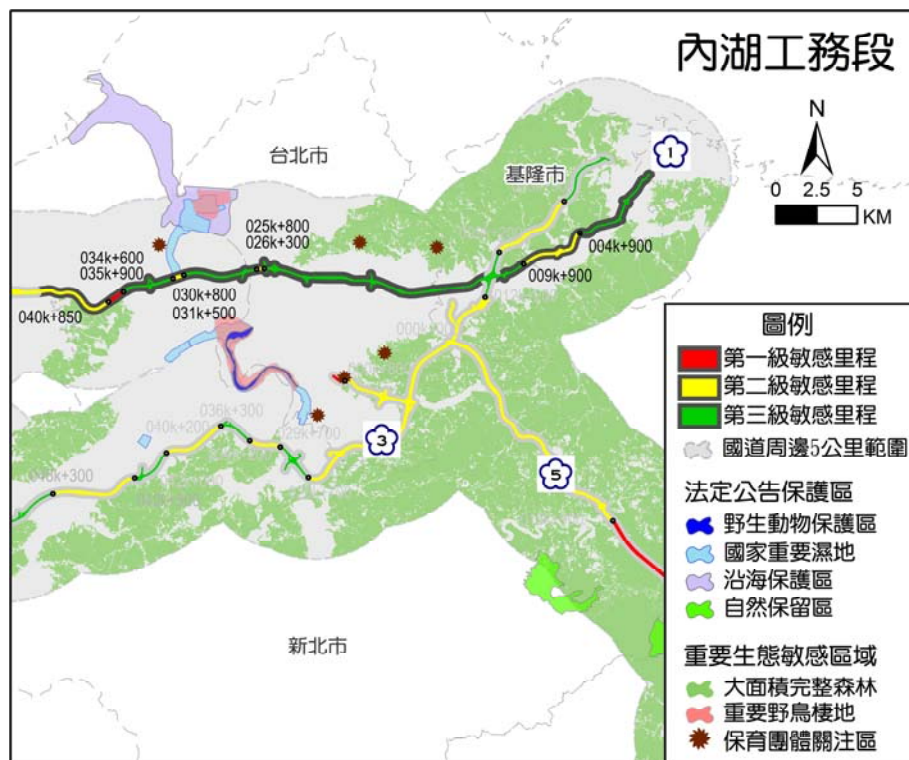 內湖工務段
N
0 2.5 5
KM
台北市
基隆市
1
025k+800
026k+300
034k+600
035k+900
004k+900
009k+900
030k+800
031k+500
040k+850
036k+300
040k+200
3
5
新北市
圖例
第一級敏感里程
第二級敏感里程
第三級敏感里程
國道周邊5公里範圍
法定公告保護區
野生動物保護區
國家重要濕地
沿海保護區
自然保留區
重要生態敏感區域
大面積完整森林
重要野鳥棲地
保育團體關注區